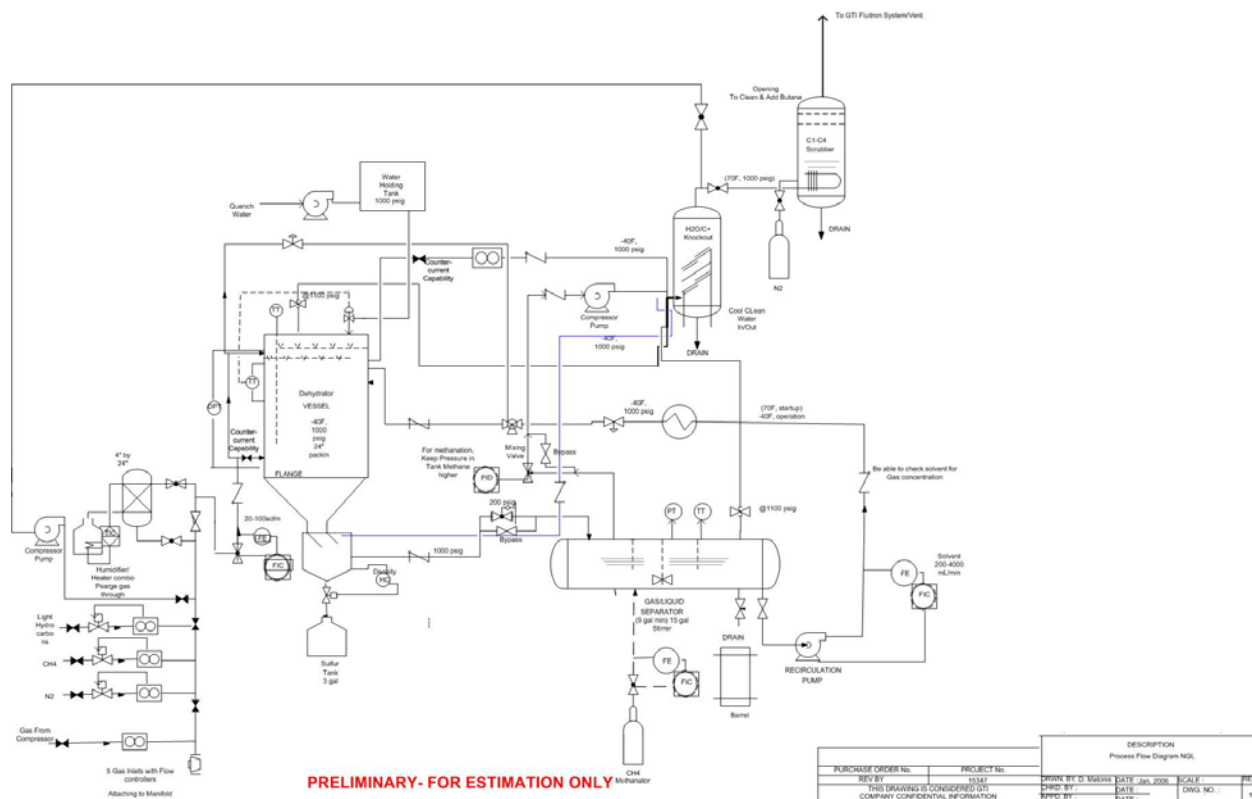 To GTI Fluitron System/Vent
Opening
To Clean & Add Butane
C1-C4
Scrubber
(70F, 1000 psig)
DRAIN
N2
Water
Holding
Tank
1000 psig
Quench
Water
H2O/C+
Knockout
-40F,
1000 psig
Counter-
current
Capability
@1100 psig
Compressor
Pump
Cool CLean
Water
In/Out
-40F,
1000 psig
DRAIN
TT
TT
DPT
Dehydrator
VESSEL
-40F,
1000
psig
24"
packin
FLANGE
Counter-
current
Capability
-40F,
1000 psig
(70F, startup)
-40F, operation
Mixing
Valve
Bypass
For methanation,
Keep Pressure in
Tank Methane
higher
PID
Be able to check solvent for
Gas concentration
4" by
24"
200 psig
Bypass
PT
TT
@1100 psig
20-100scfm
FIC
1000 psig
Compressor
Pump
Humidifier/
Heater combo
Psarge gas
through
Density
HC
GAS/LIQUID
SEPARATOR
(9 gal min) 15 gal
Stirrer
FE
FIC
Solvent
200-4000
mL/min
DRAIN
RECIRCULATION
PUMP
Light
Hydro
carbo
ns
CH4
N2
Sulfur
Tank
3 gal
FE
FIC
Barrel
Gas From
Compressor
5 Gas Inlets with Flow
controllers
Attaching to Manifold
CH4
Methanator
PRELIMINARY- FOR ESTIMATION ONLY
DESCRIPTION
Process Flow Diagram NGL
PURCHASE ORDER No.
PROJECT No.
REV BY
15347
THIS DRAWING IS CONSIDERED GTI
COMPANY CONFIDENTIAL INFORMATION
DRWN. BY D. Matonis
DATE :Jan, 2006
SCALE :
CHKD. BY :
DATE :
DWG. NO. :
APPD. BY :
DATE :